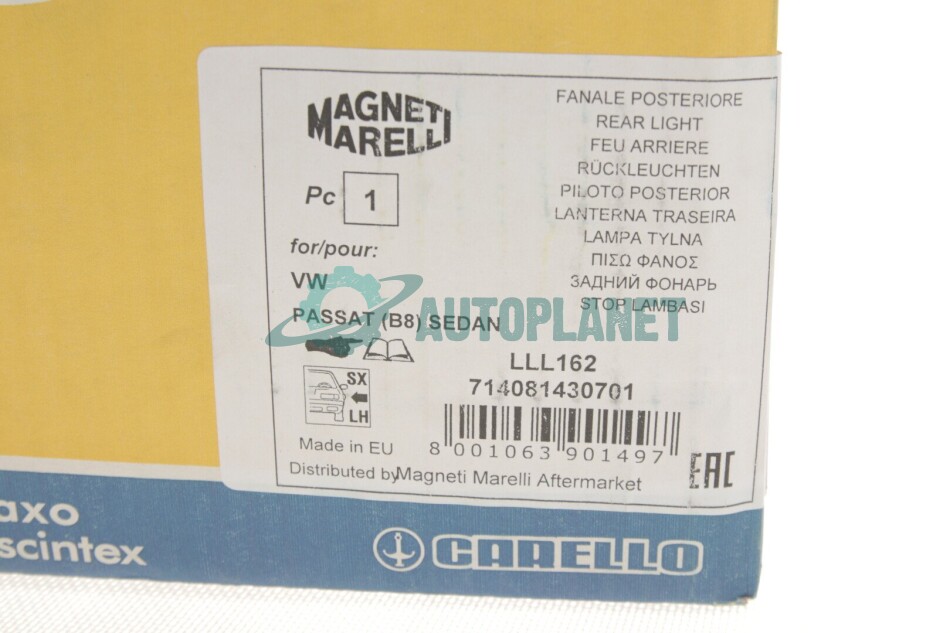 MAGNETI
MARELLI
Pc 1
for/pour:
VW
PASSAT (B8) SEDAN
SX
LH
Made in EU
Distributed by Magneti Marelli Aftermarket
FANALE POSTERIORE
REAR LIGHT
FEU ARRIERE
RÜCKLEUCHTEN
PILOTO POSTERIOR
LANTERNA TRASEIRA
LAMPA TYLNA
ΠΙΣΩ ΦΑΝΟΣ
ЗАДНИЙ ФОНАРЬ
STOP LAMBASI
AUTOPLANET
LLL162
714081430701
8 001063 901497
EAC
axo
scintex
CARELLO